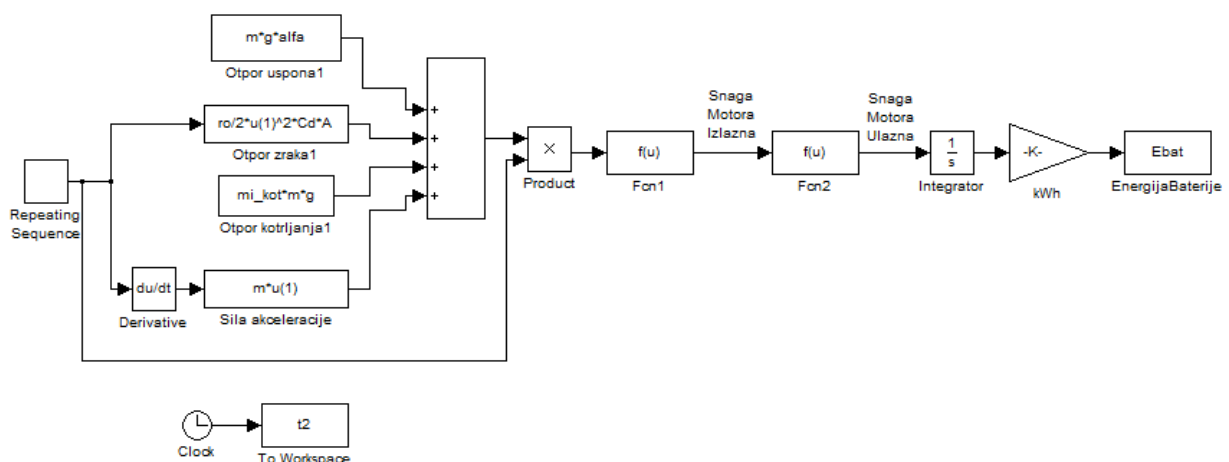 m*g*alfa
Otpor uspona1
ro/2*u(1)^2*Cd*A
Otpor zraka1
mi_kot*m*g
Otpor kotrljanja1
Repeating
Sequence
du/dt
Derivative
m*u(1)
Sila akceleracije
+
+
+
+
×
Product
f(u)
Fcn1
Snaga
Motora
Izlazna
f(u)
Fcn2
Snaga
Motora
Ulazna
1
s
Integrator
-K-
kWh
Ebat
EnergijaBaterije
Clock
t2
To Workspace